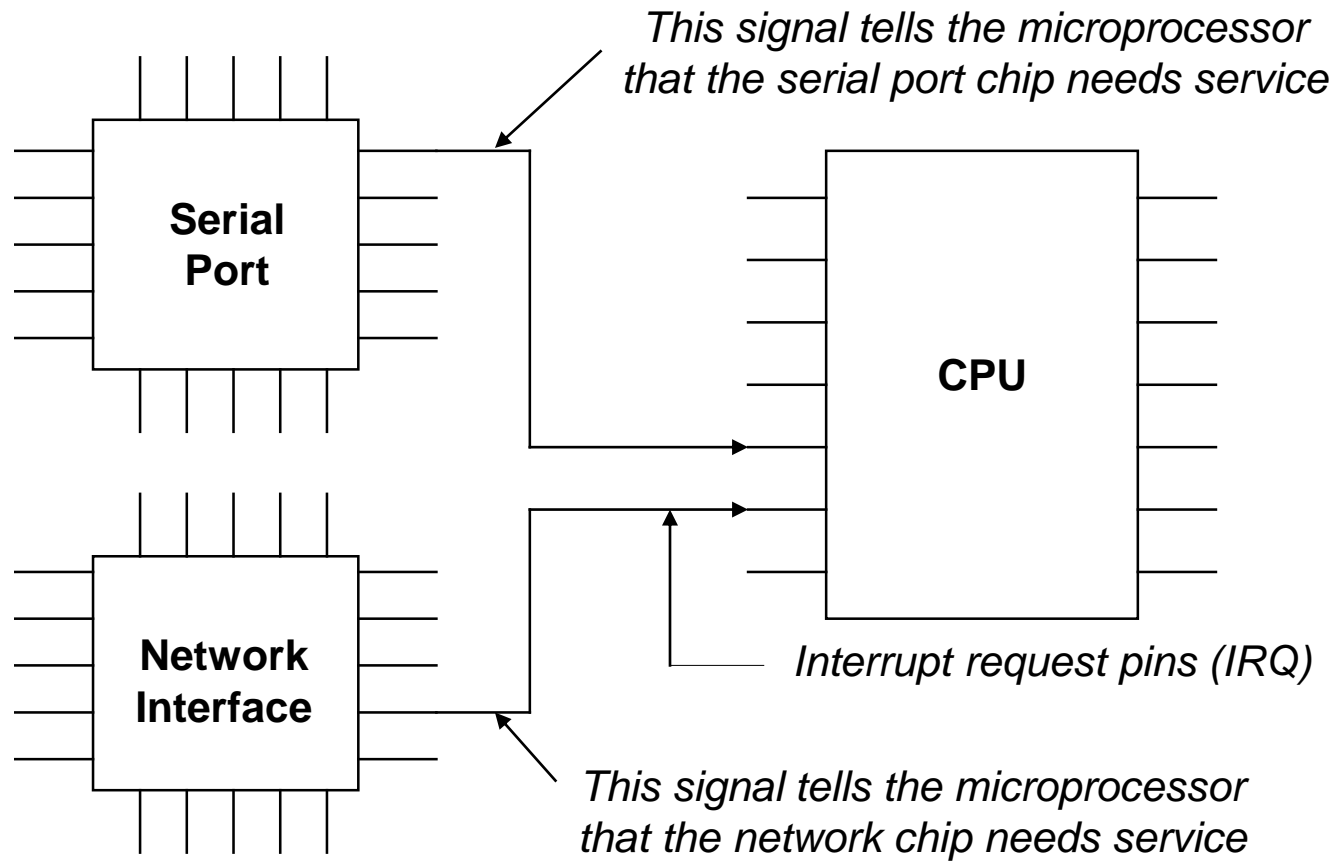 This signal tells the microprocessor
that the serial port chip needs service
Serial
Port
CPU
Network
Interface
Interrupt request pins (IRQ)
This signal tells the microprocessor
that the network chip needs service